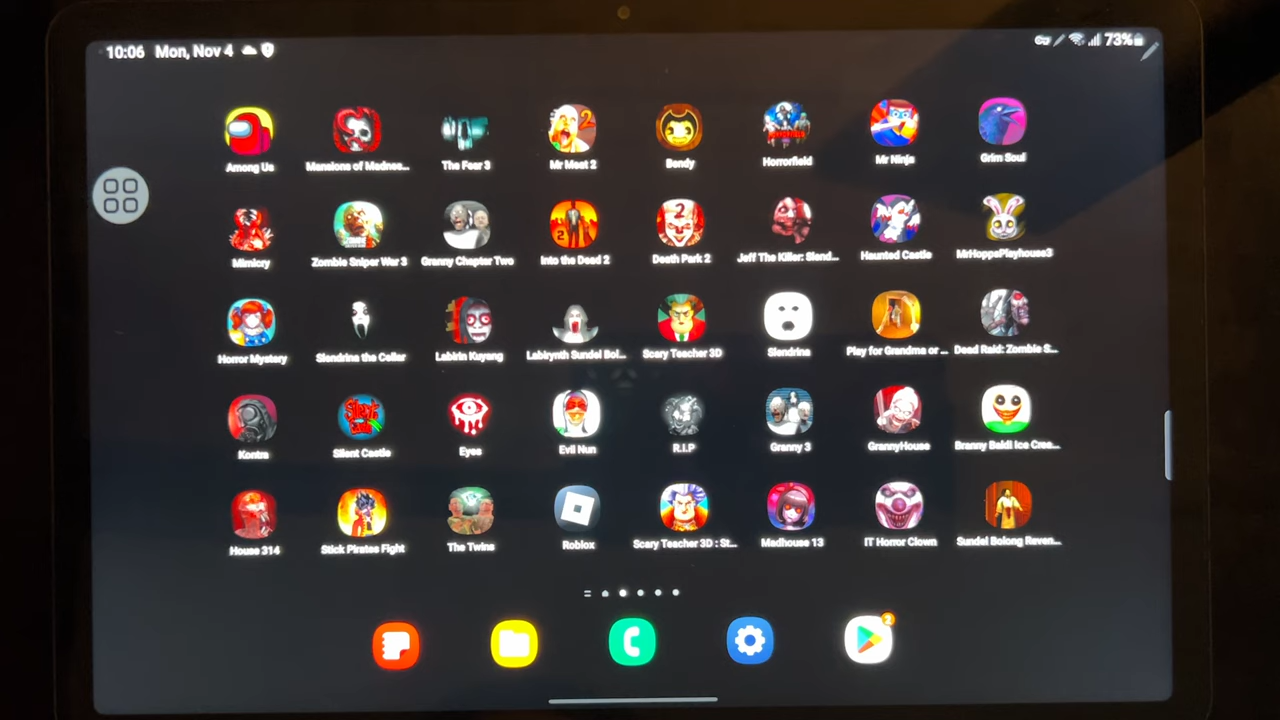 10:06 Mon, Nov 4
73%
Among Us
Mansions of Madnes...
The Fear 3
Mr Meat 2
Bendy
Horrorfield
Mr Ninja
Grim Soul
Mimicry
Zombie Sniper War 3
Granny Chapter Two
Into the Dead 2
Death Park 2
Jeff The Killer: Slend...
Haunted Castle
MrHoppsPlayhouse3
Horror Mystery
Slendrina the Cellar
Labirin Kuyang
Labirynth Sundel Bol...
Scary Teacher 3D
Slendrina
Play for Grandma or ...
Dead Raid: Zombie S...
Kontra
Silent Castle
Eyes
Evil Nun
R.I.P
Granny 3
GrannyHouse
Branny Baldi Ice Crea...
House 314
Stick Pirates Fight
The Twins
Roblox
Scary Teacher 3D : St...
Madhouse 13
IT Horror Clown
Sundel Bolong Reven...
2